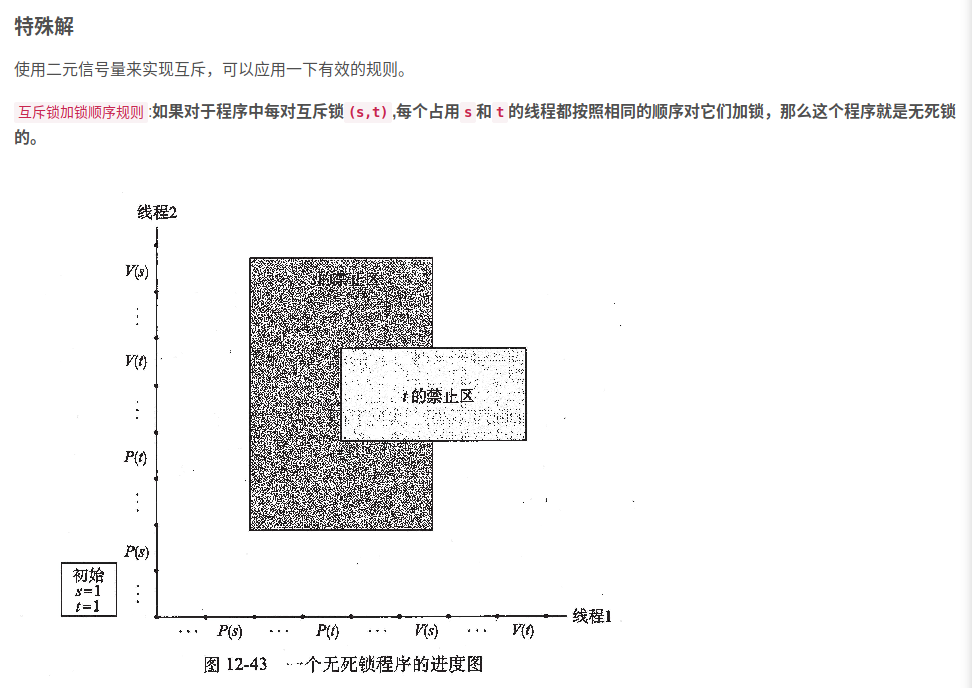 特殊解
使用二元信号量来实现互斥，可以应用一下有效的规则。
互斥锁加锁顺序规则:如果对于程序中每对互斥锁(s,t),每个占用 s 和 t 的线程都按照相同的顺序对它们加锁，那么这个程序就是无死锁
的。
线程2
V(s)
s的禁止区
⋮
V(t)
⋮
t 的禁止区
P(t)
⋮
P(s)
初始
s=1
t=1
⋮
线程1
··· P(s) ··· P(t) ··· V(s) ··· V(t)
图 12-43 一个无死锁程序的进度图